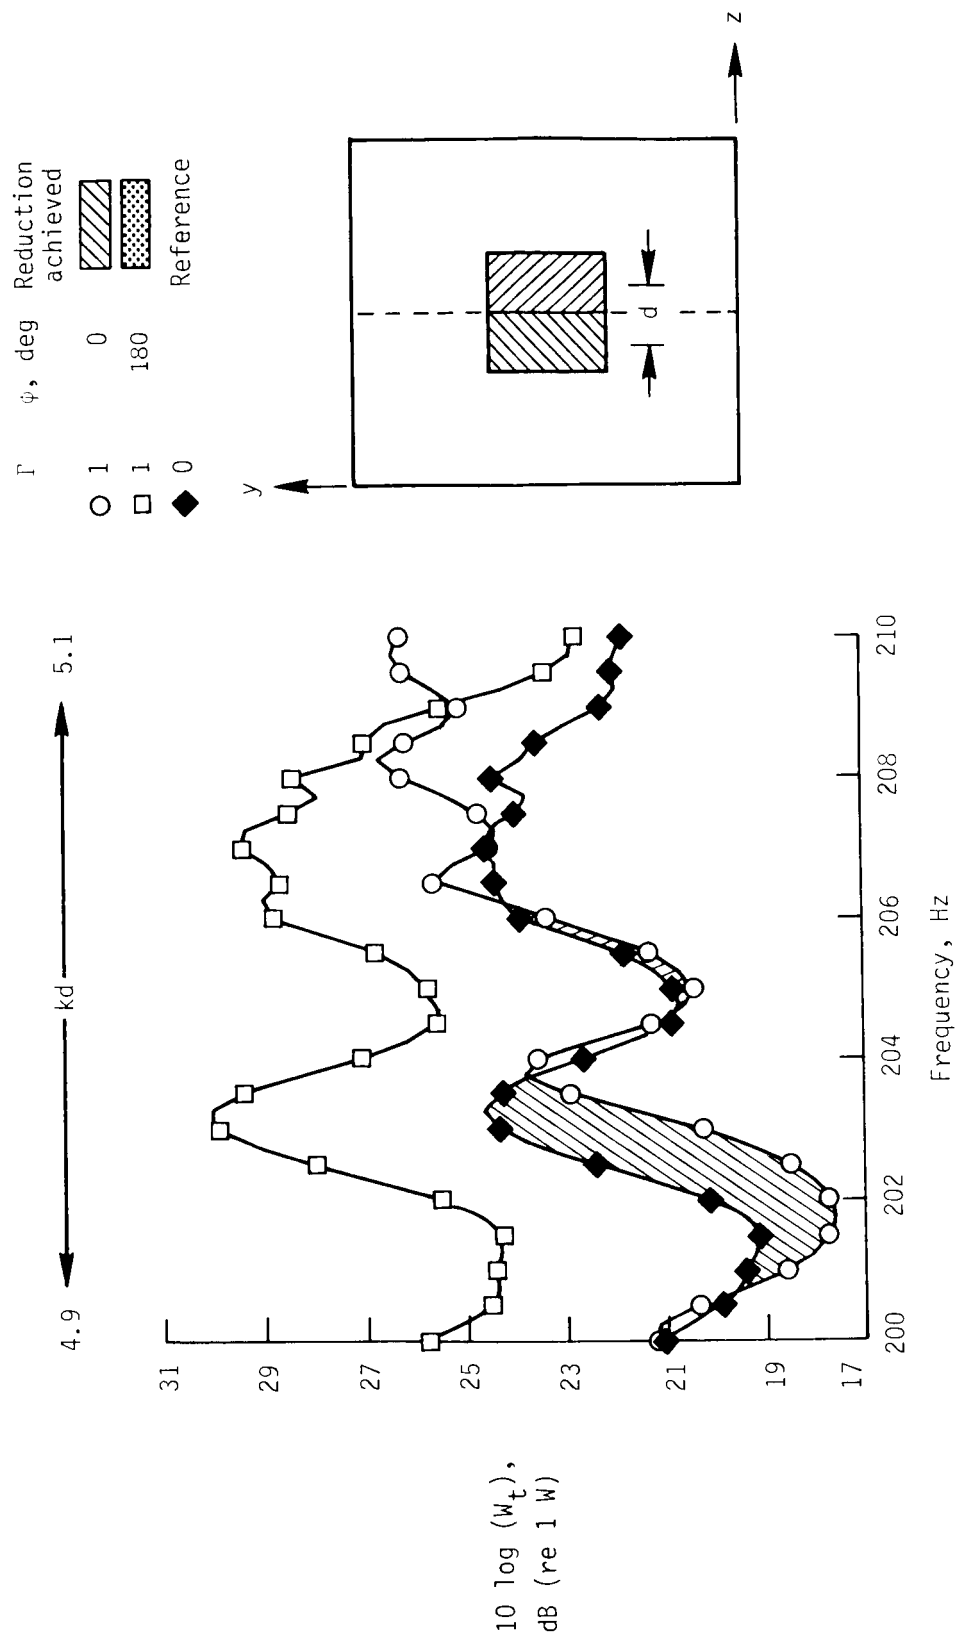 Γ φ, deg Reduction
achieved
1 0
1 180
0 Reference
y
z
d
4.9 kd 5.1
31
29
27
25
23
21
19
17
10 log (Wt),
dB (re 1 W)
200 202 204 206 208 210
Frequency, Hz